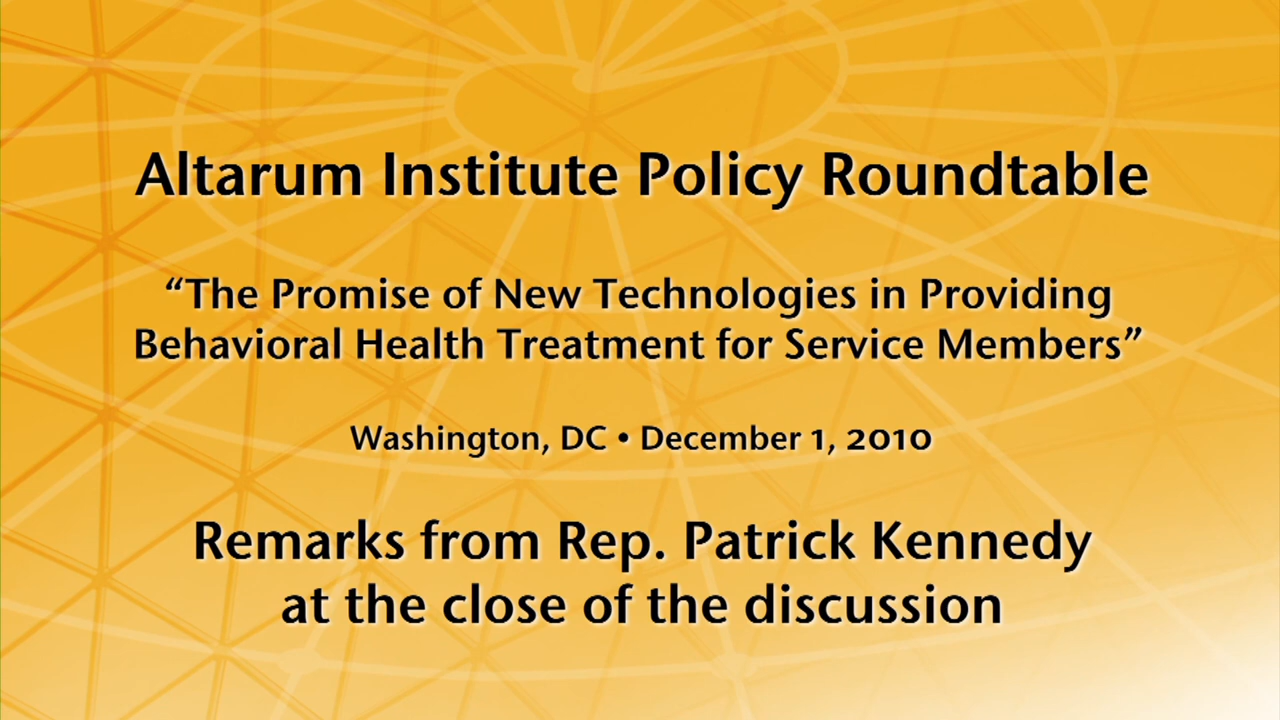 Altarum Institute Policy Roundtable
“The Promise of New Technologies in Providing
Behavioral Health Treatment for Service Members”
Washington, DC • December 1, 2010
Remarks from Rep. Patrick Kennedy
at the close of the discussion